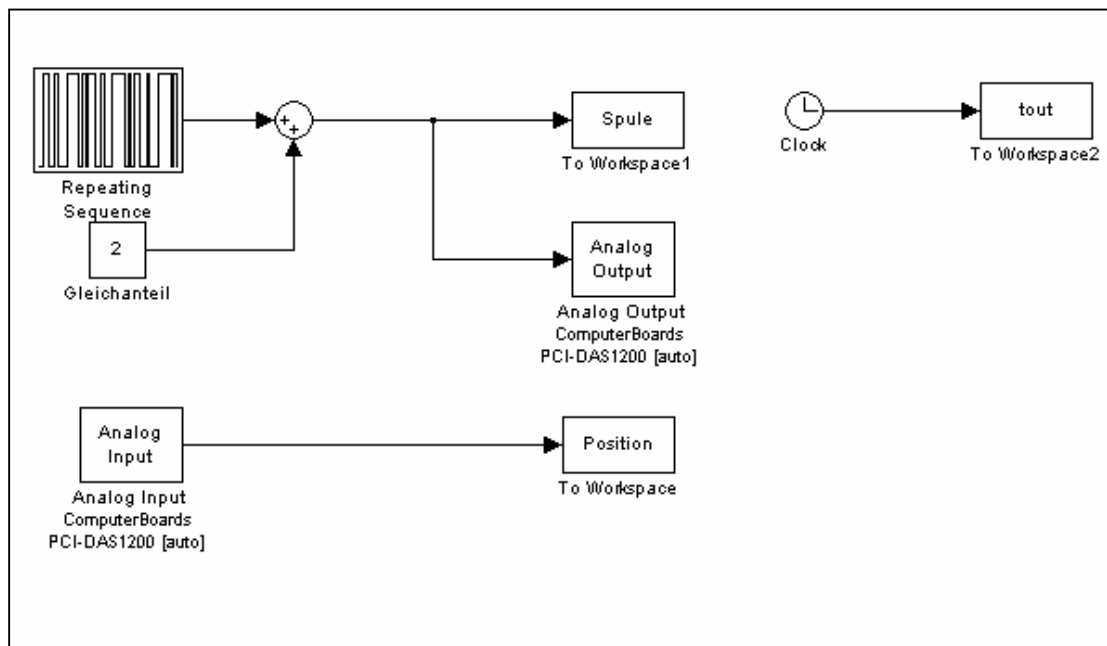 Repeating
Sequence
2
Gleichanteil
+
+
Spule
To Workspace1
Analog
Output
Analog Output
ComputerBoards
PCI-DAS1200 [auto]
Clock
tout
To Workspace2
Analog
Input
Analog Input
ComputerBoards
PCI-DAS1200 [auto]
Position
To Workspace